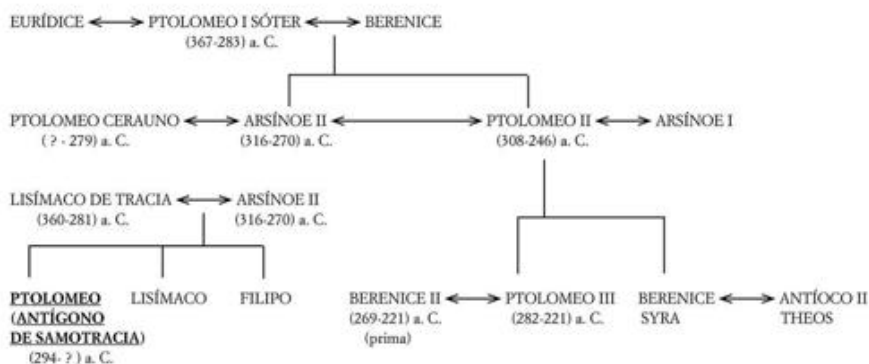 EURÍDICE PTOLOMEO I SÓTER BERENICE
(367-283) a. C.
PTOLOMEO CERAUNO ARSÍNOE II PTOLOMEO II ARSÍNOE I
( ? - 279) a. C. (316-270) a. C. (308-246) a. C.
LISÍMACO DE TRACIA ARSÍNOE II
(360-281) a. C. (316-270) a. C.
PTOLOMEO LISÍMACO FILIPO BERENICE II PTOLOMEO III BERENICE ANTÍOCO II
(ANTÍGONO (269-221) a. C. (282-221) a. C. SYRA THEOS
DE SAMOTRACIA) (prima)
(294- ? ) a. C.